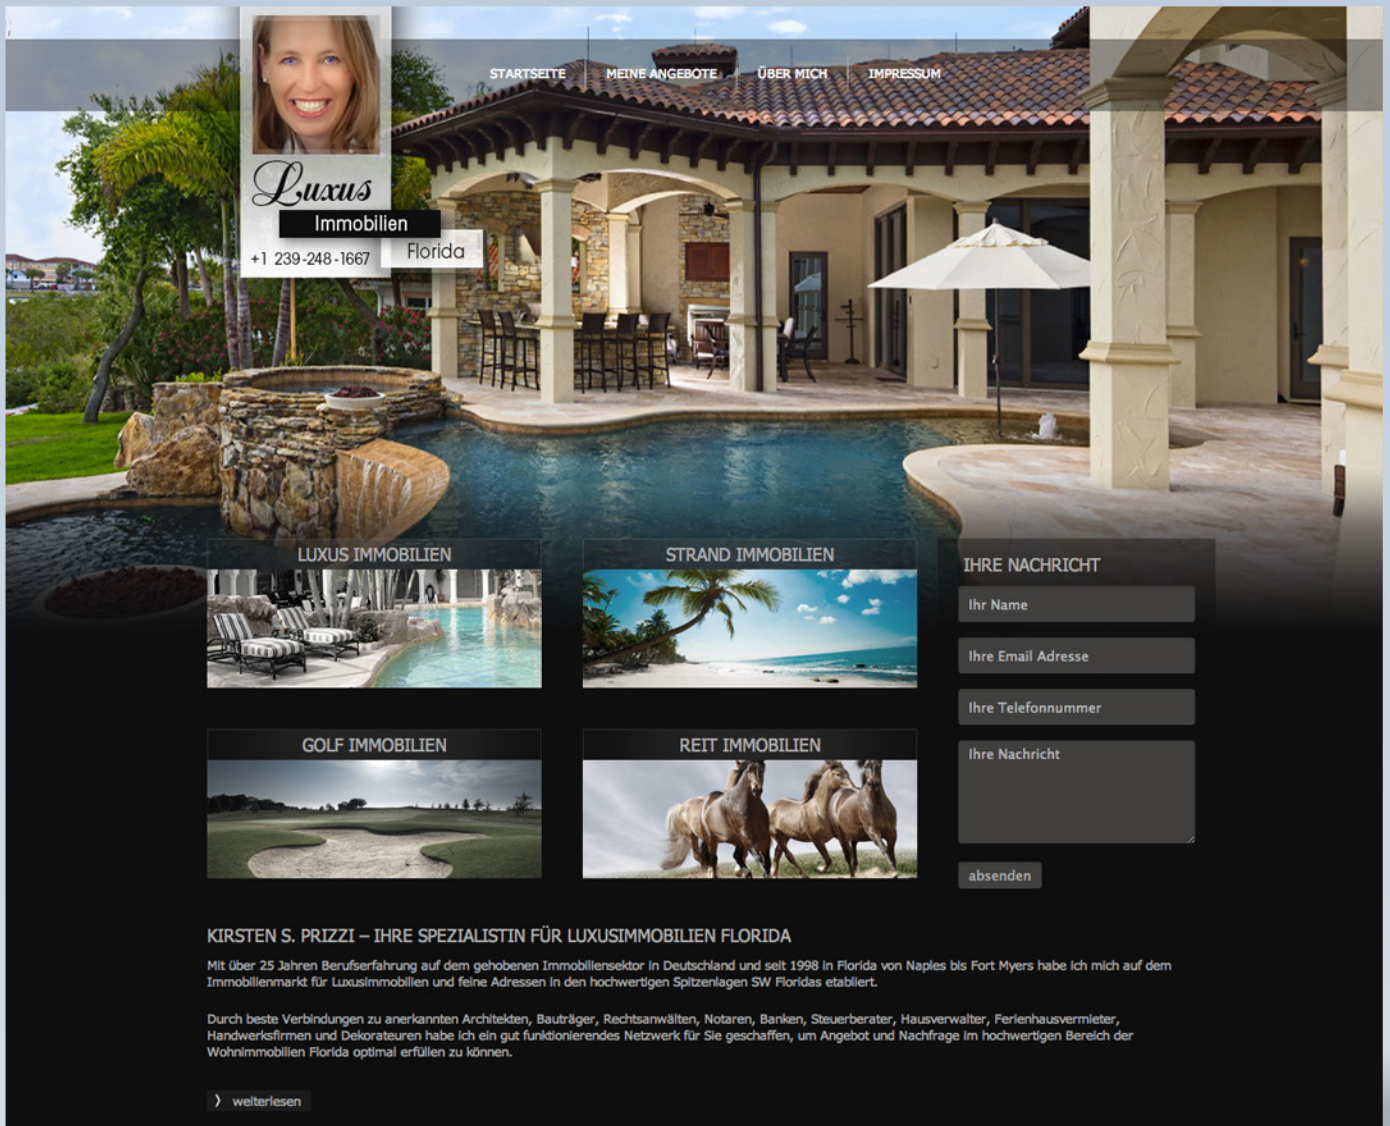 STARTSEITE
MEINE ANGEBOTE
ÜBER MICH
IMPRESSUM
Luxus
Immobilien
Florida
+1 239-248-1667
LUXUS IMMOBILIEN
STRAND IMMOBILIEN
GOLF IMMOBILIEN
REIT IMMOBILIEN
IHRE NACHRICHT
Ihr Name
Ihre Email Adresse
Ihre Telefonnummer
Ihre Nachricht
absenden
KIRSTEN S. PRIZZI – IHRE SPEZIALISTIN FÜR LUXUSIMMOBILIEN FLORIDA
Mit über 25 Jahren Berufserfahrung auf dem gehobenen Immobiliensektor in Deutschland und seit 1998 in Florida von Naples bis Fort Myers habe ich mich auf dem
Immobilienmarkt für Luxusimmobilien und feine Adressen in den hochwertigen Spitzenlagen SW Floridas etabliert.
Durch beste Verbindungen zu anerkannten Architekten, Bauträger, Rechtsanwälten, Notaren, Banken, Steuerberater, Hausverwalter, Ferienhausvermieter,
Handwerksfirmen und Dekorateuren habe ich ein gut funktionierendes Netzwerk für Sie geschaffen, um Angebot und Nachfrage im hochwertigen Bereich der
Wohnimmobilien Florida optimal erfüllen zu können.
❯ weiterlesen